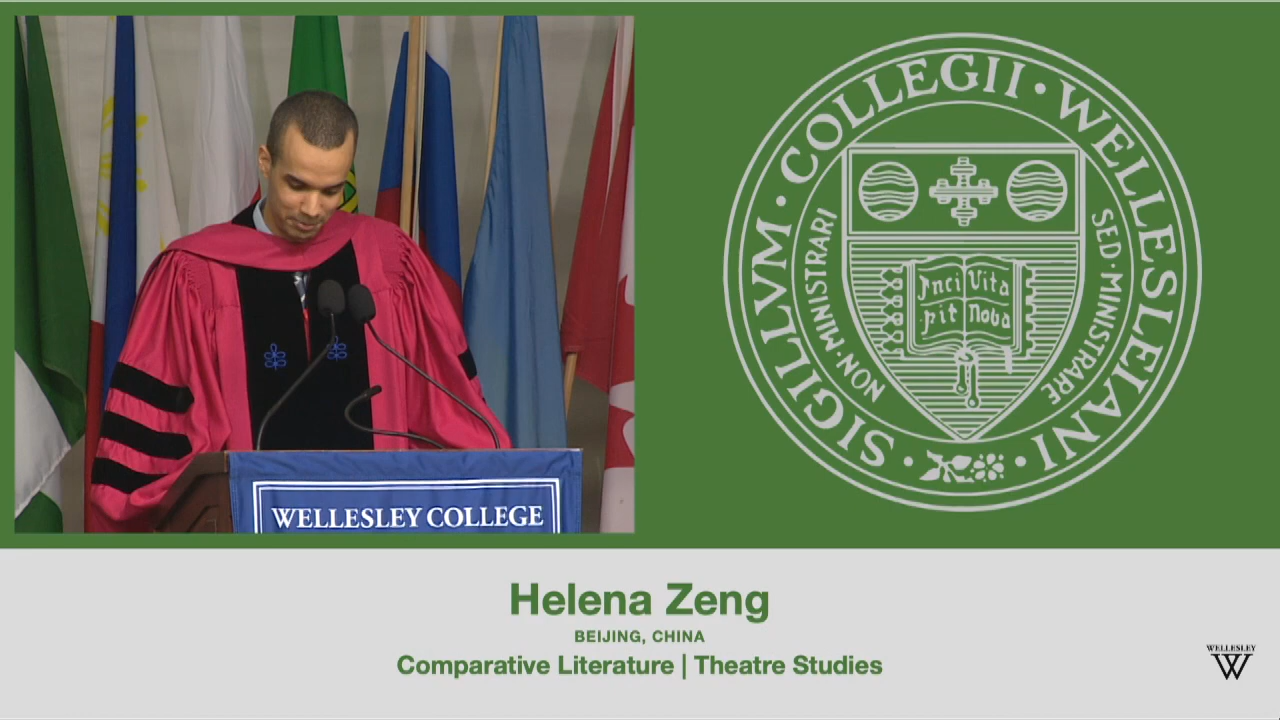 WELLESLEY COLLEGE
SIGILLVM · COLLEGII · WELLESLEIANI ·
NON · MINISTRARI
SED · MINISTRARE
Inci Vita
pit Nova
Helena Zeng
BEIJING, CHINA
Comparative Literature | Theatre Studies
WELLESLEY
W